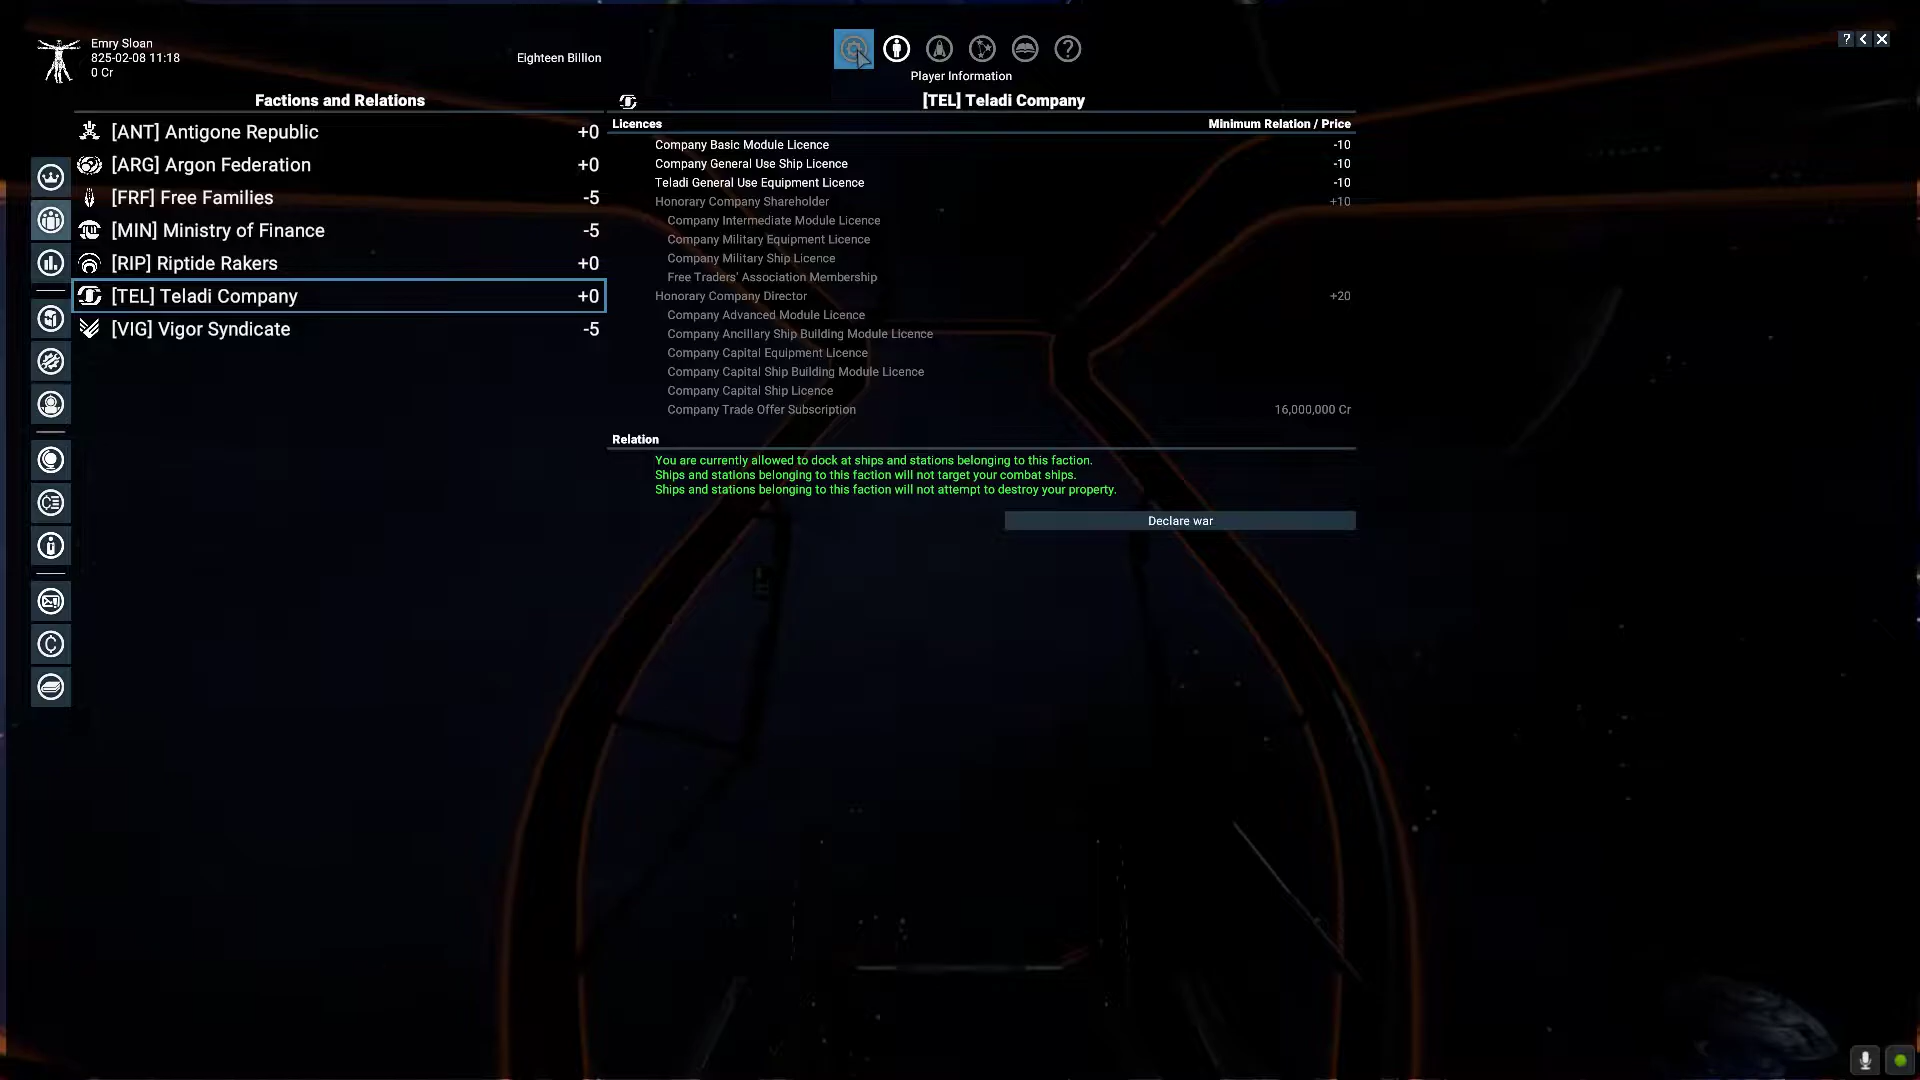 Emry Sloan
825-02-08 11:18
0 Cr
Eighteen Billion
Player Information
Factions and Relations
[ANT] Antigone Republic +0
[ARG] Argon Federation +0
[FRF] Free Families -5
[MIN] Ministry of Finance -5
[RIP] Riptide Rakers +0
[TEL] Teladi Company +0
[VIG] Vigor Syndicate -5
[TEL] Teladi Company
Licences Minimum Relation / Price
Company Basic Module Licence -10
Company General Use Ship Licence -10
Teladi General Use Equipment Licence -10
Honorary Company Shareholder +10
Company Intermediate Module Licence
Company Military Equipment Licence
Company Military Ship Licence
Free Traders' Association Membership
Honorary Company Director +20
Company Advanced Module Licence
Company Ancillary Ship Building Module Licence
Company Capital Equipment Licence
Company Capital Ship Building Module Licence
Company Capital Ship Licence
Company Trade Offer Subscription 16,000,000 Cr
Relation
You are currently allowed to dock at ships and stations belonging to this faction.
Ships and stations belonging to this faction will not target your combat ships.
Ships and stations belonging to this faction will not attempt to destroy your property.
Declare war